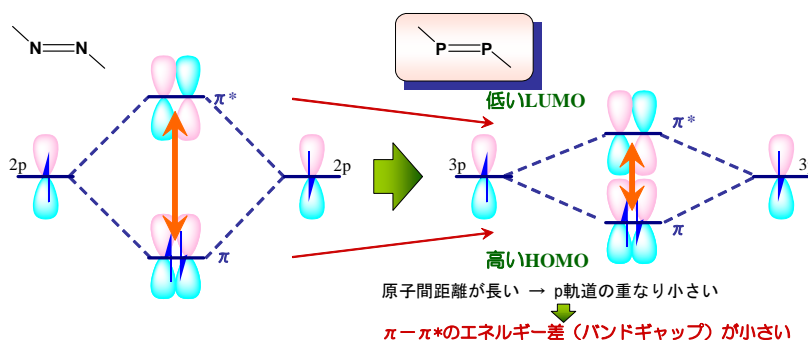 N N
P P
低いLUMO
π*
π*
2p
2p
3p
3
π
π
高いHOMO
原子間距離が長い → p軌道の重なり小さい
π－π*のエネルギー差（バンドギャップ）が小さい